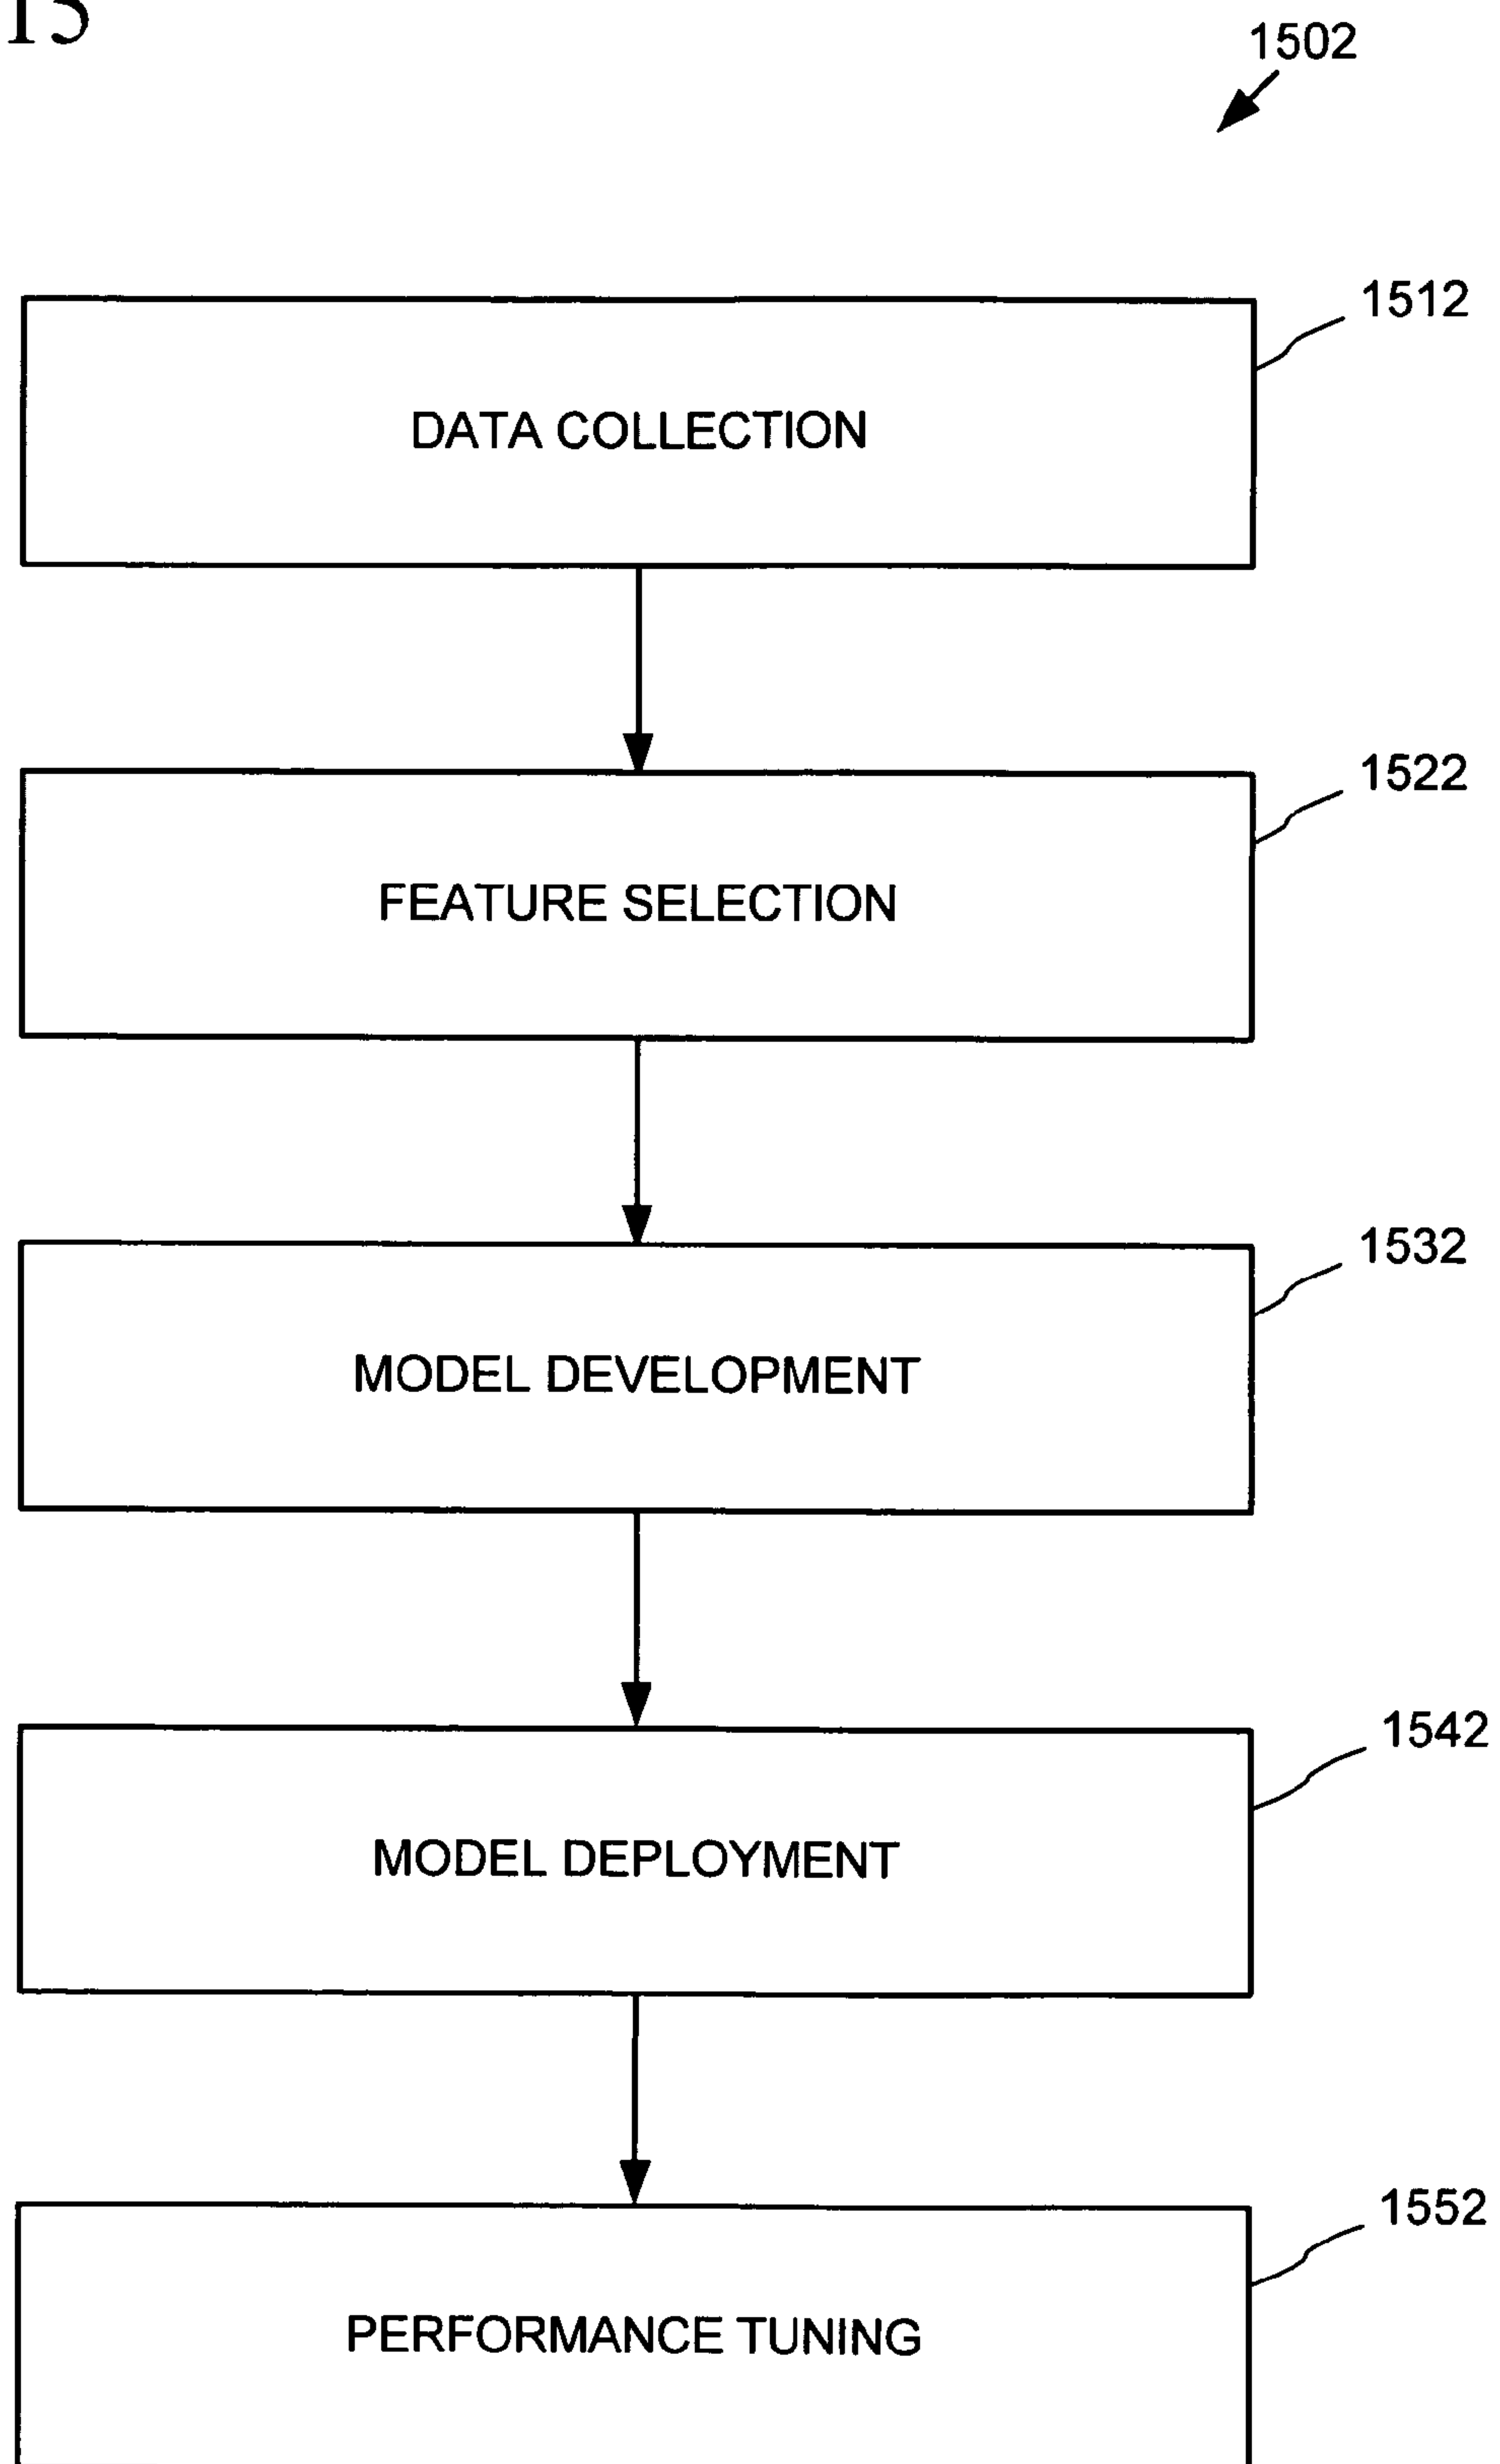 15
1502
1512
DATA COLLECTION
1522
FEATURE SELECTION
1532
MODEL DEVELOPMENT
1542
MODEL DEPLOYMENT
1552
PERFORMANCE TUNING